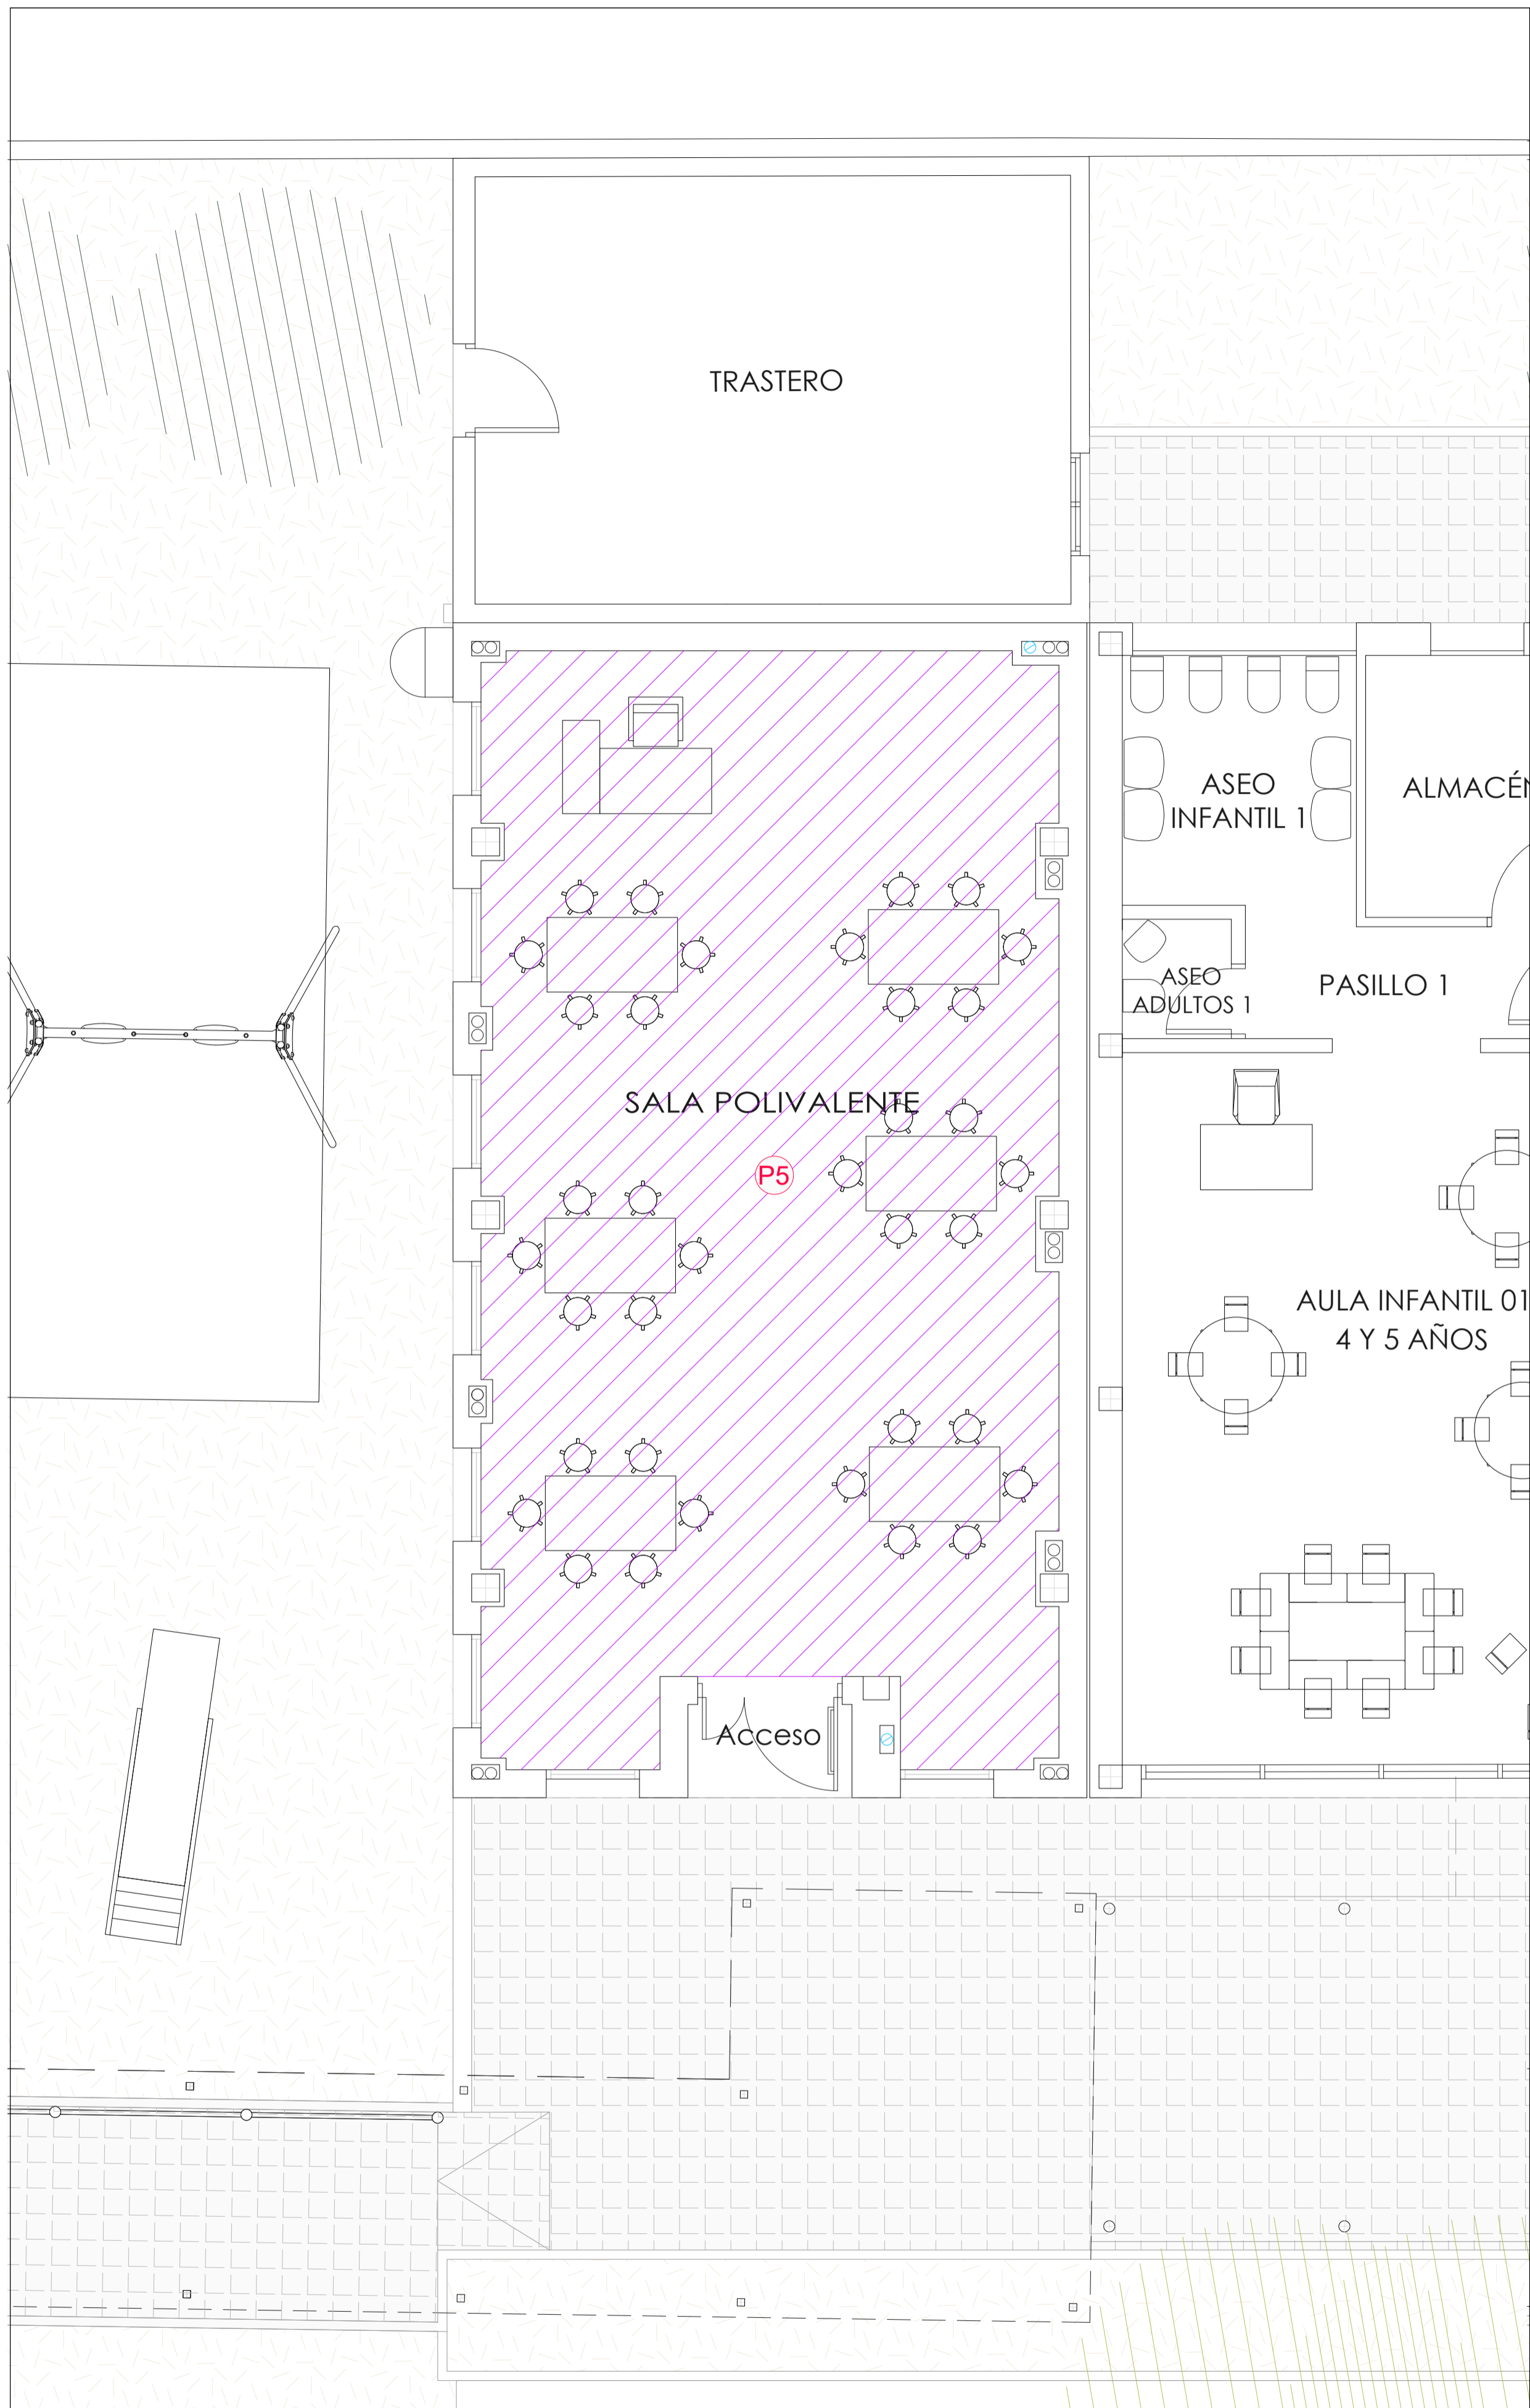 TRASTERO
ASEO
INFANTIL 1
ALMACÉN
ASEO
ADULTOS 1
PASILLO 1
SALA POLIVALENTE
P5
AULA INFANTIL 01
4 Y 5 AÑOS
Acceso